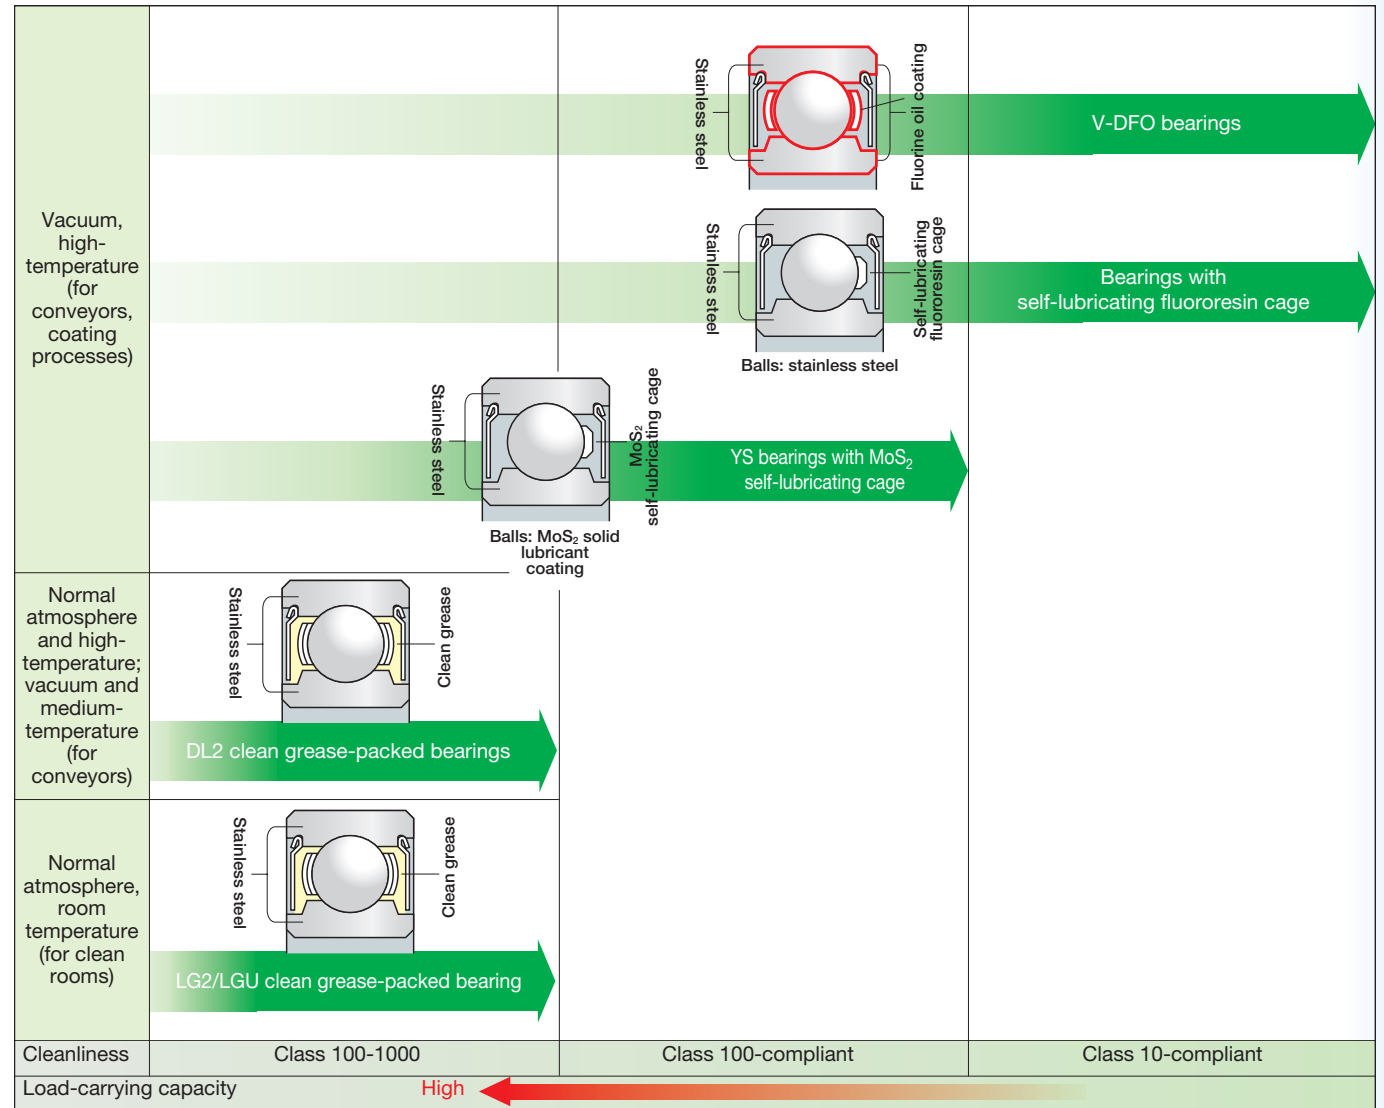 Vacuum,
high-
temperature
(for
conveyors,
coating
processes)
Stainless steel
Fluorine oil coating
V-DFO bearings
Stainless steel
Self-lubricating
fluororesin cage
Balls: stainless steel
Bearings with
self-lubricating fluororesin cage
Stainless steel
MoS₂
self-lubricating cage
Balls: MoS₂ solid
lubricant
coating
YS bearings with MoS₂
self-lubricating cage
Normal
atmosphere
and high-
temperature;
vacuum and
medium-
temperature
(for
conveyors)
Stainless steel
Clean grease
DL2 clean grease-packed bearings
Normal
atmosphere,
room
temperature
(for clean
rooms)
Stainless steel
Clean grease
LG2/LGU clean grease-packed bearing
Cleanliness
Class 100-1000
Class 100-compliant
Class 10-compliant
Load-carrying capacity
High